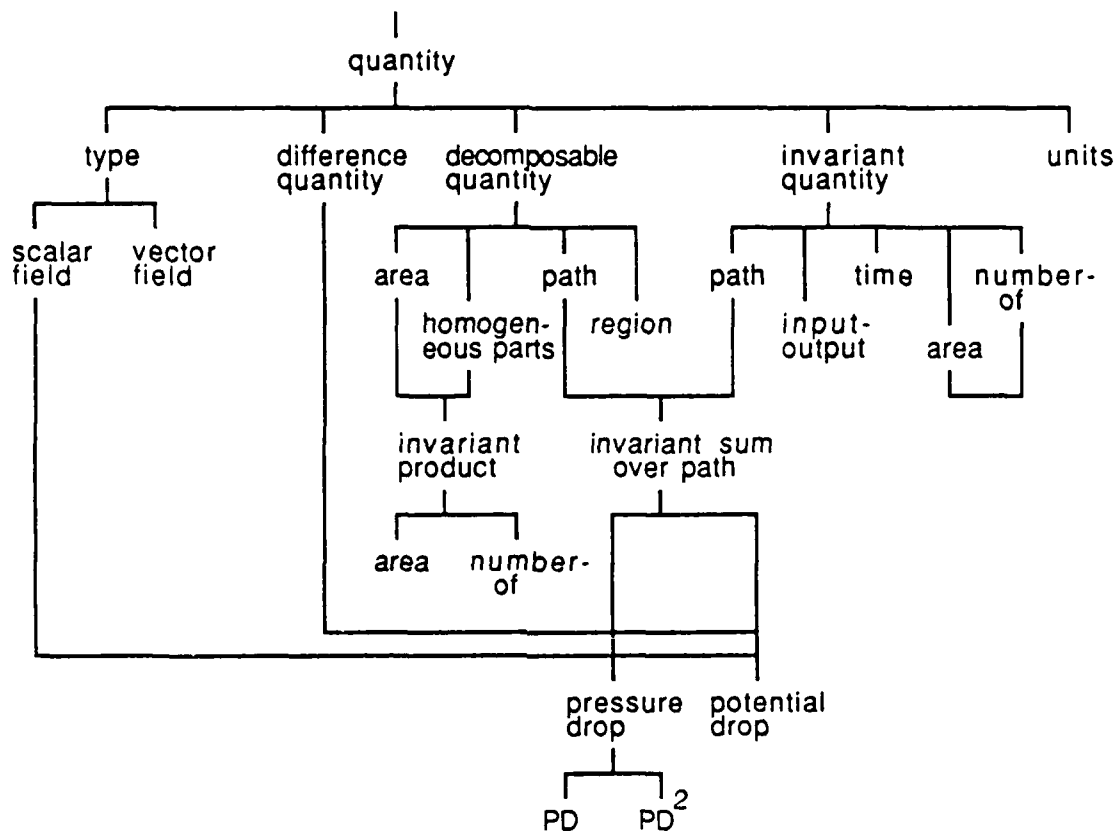 quantity
type
difference
quantity
decomposable
quantity
invariant
quantity
units
scalar
field
vector
field
area
homogen-
eous parts
path
region
path
input-
output
time
area
number-
of
invariant
product
invariant sum
over path
area
number-
of
pressure
drop
potential
drop
PD
PD²